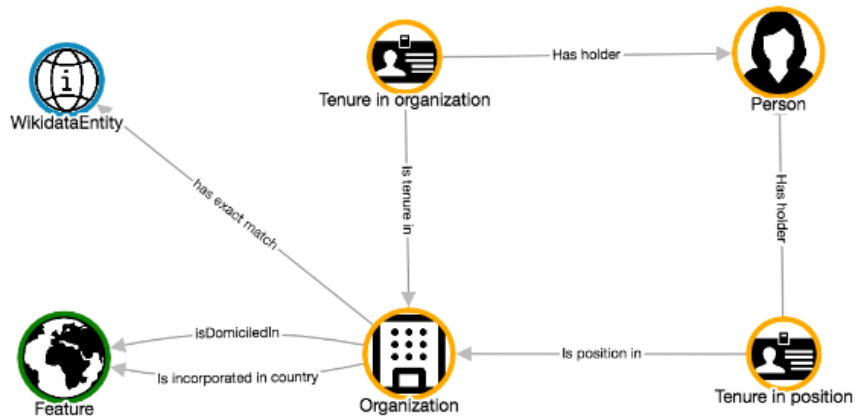 Has holder
Tenure in organization
Person
WikidataEntity
has exact match
Is tenure in
Has holder
isDomiciledIn
Is position in
Is incorporated in country
Feature
Organization
Tenure in position